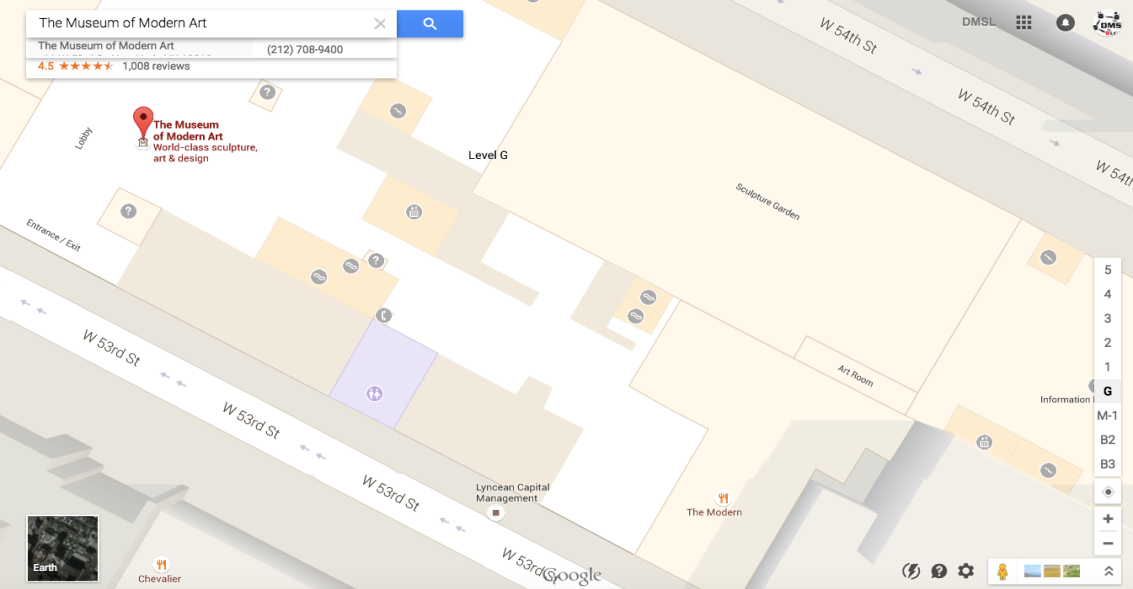 The Museum of Modern Art
The Museum of Modern Art
(212) 708-9400
4.5
1,008 reviews
DMSL
W 54th St
W 54th St
W 54th
Lobby
The Museum
of Modern Art
World-class sculpture,
art & design
Level G
Sculpture Garden
Entrance / Exit
W 53rd St
W 53rd St
W 53rd St
W 53rd St
Art Room
Information
5
4
3
2
1
G
M-1
B2
B3
Lyncean Capital
Management
The Modern
Chevalier
Earth
Google